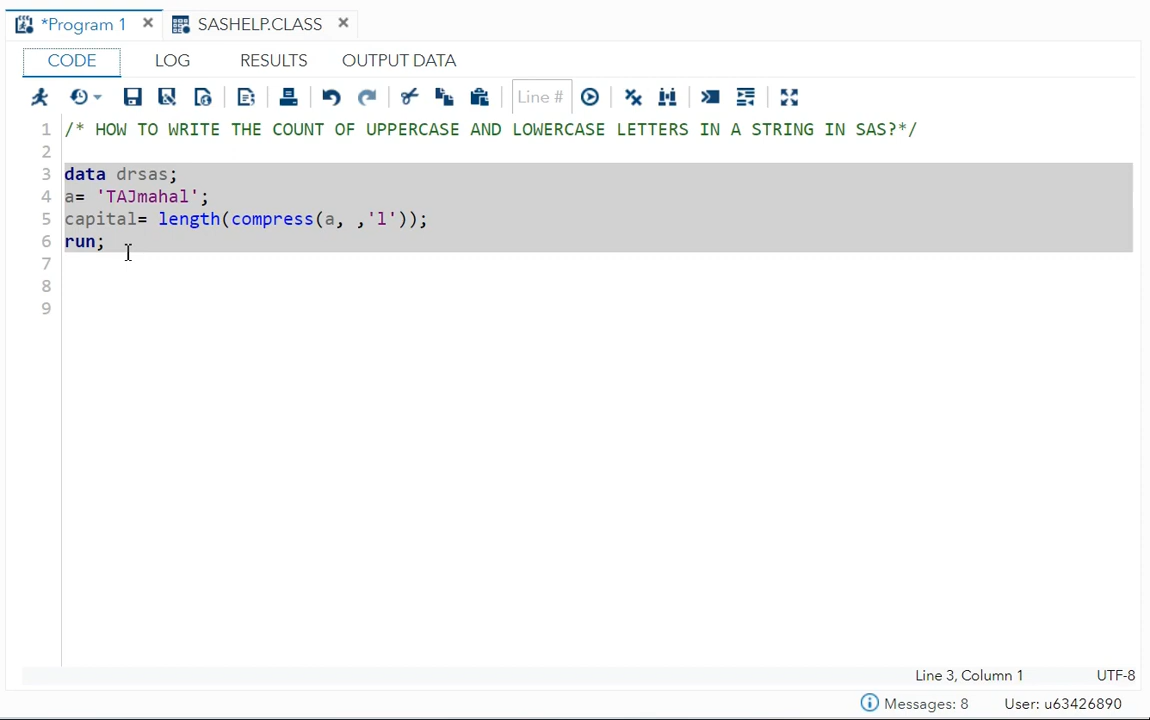 *Program 1 × SASHELP.CLASS ×
CODE LOG RESULTS OUTPUT DATA
Line #
1 /* HOW TO WRITE THE COUNT OF UPPERCASE AND LOWERCASE LETTERS IN A STRING IN SAS?*/
2
3 data drsas;
4 a= 'TAJmahal';
5 capital= length(compress(a, ,'l'));
6 run;
7
8
9
Line 3, Column 1 UTF-8
Messages: 8 User: u63426890